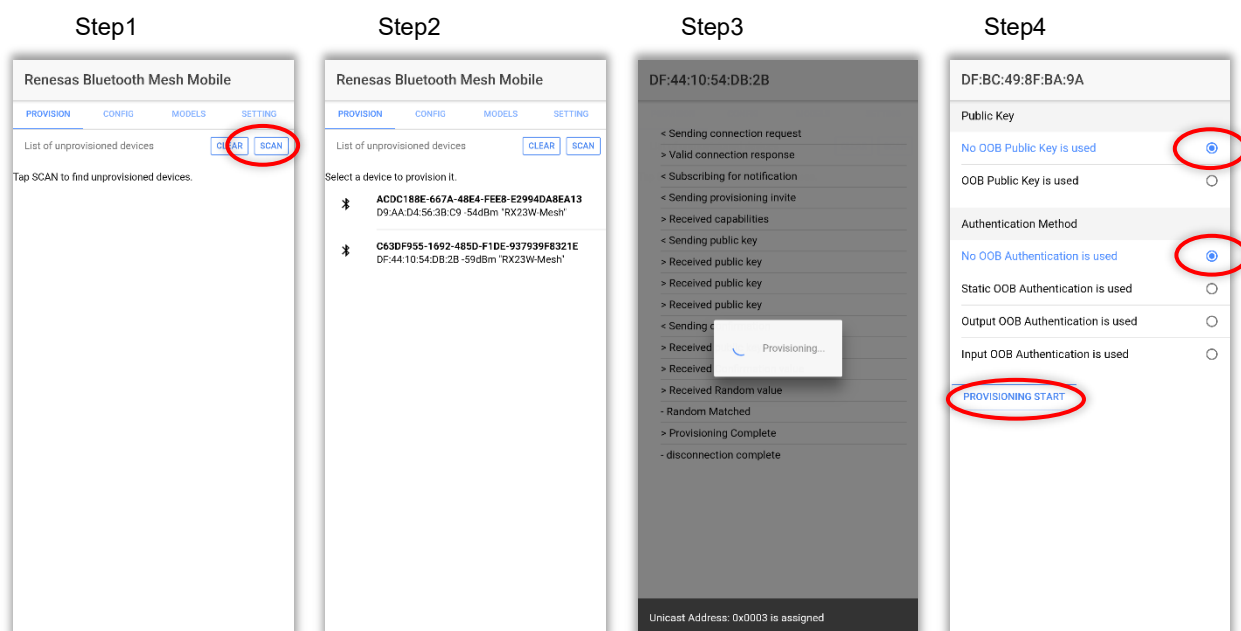 Step1
Renesas Bluetooth Mesh Mobile
PROVISION CONFIG MODELS SETTING
List of unprovisioned devices CLEAR SCAN
Tap SCAN to find unprovisioned devices.
Step2
Renesas Bluetooth Mesh Mobile
PROVISION CONFIG MODELS SETTING
List of unprovisioned devices CLEAR SCAN
Select a device to provision it.
ACDC188E-667A-48E4-FEE8-E2994DA8EA13
D9:AA:D4:56:3B:C9 -54dBm "RX23W-Mesh"
C63DF955-1692-485D-F1DE-937939F8321E
DF:44:10:54:DB:2B -59dBm "RX23W-Mesh"
Step3
DF:44:10:54:DB:2B
< Sending connection request
> Valid connection response
< Subscribing for notification
< Sending provisioning invite
> Received capabilities
< Sending public key
> Received public key
> Received public key
> Received public key
< Sending
> Received
Provisioning...
> Received
> Received Random value
- Random Matched
> Provisioning Complete
- disconnection complete
Unicast Address: 0x0003 is assigned
Step4
DF:BC:49:8F:BA:9A
Public Key
No OOB Public Key is used
OOB Public Key is used
Authentication Method
No OOB Authentication is used
Static OOB Authentication is used
Output OOB Authentication is used
Input OOB Authentication is used
PROVISIONING START